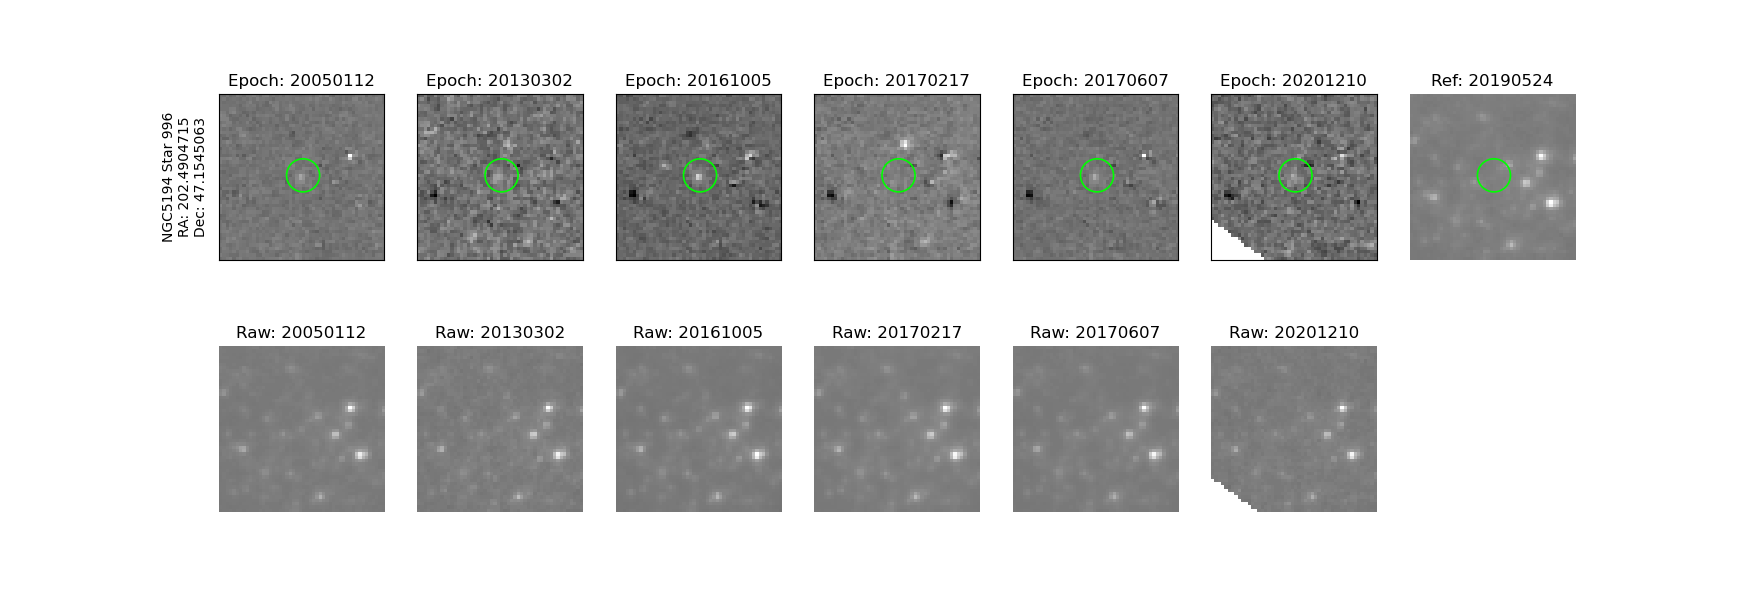 Epoch: 20050112
Epoch: 20130302
Epoch: 20161005
Epoch: 20170217
Epoch: 20170607
Epoch: 20201210
Ref: 20190524
NGC5194 Star 996
RA: 202.4904715
Dec: 47.1545063
Raw: 20050112
Raw: 20130302
Raw: 20161005
Raw: 20170217
Raw: 20170607
Raw: 20201210